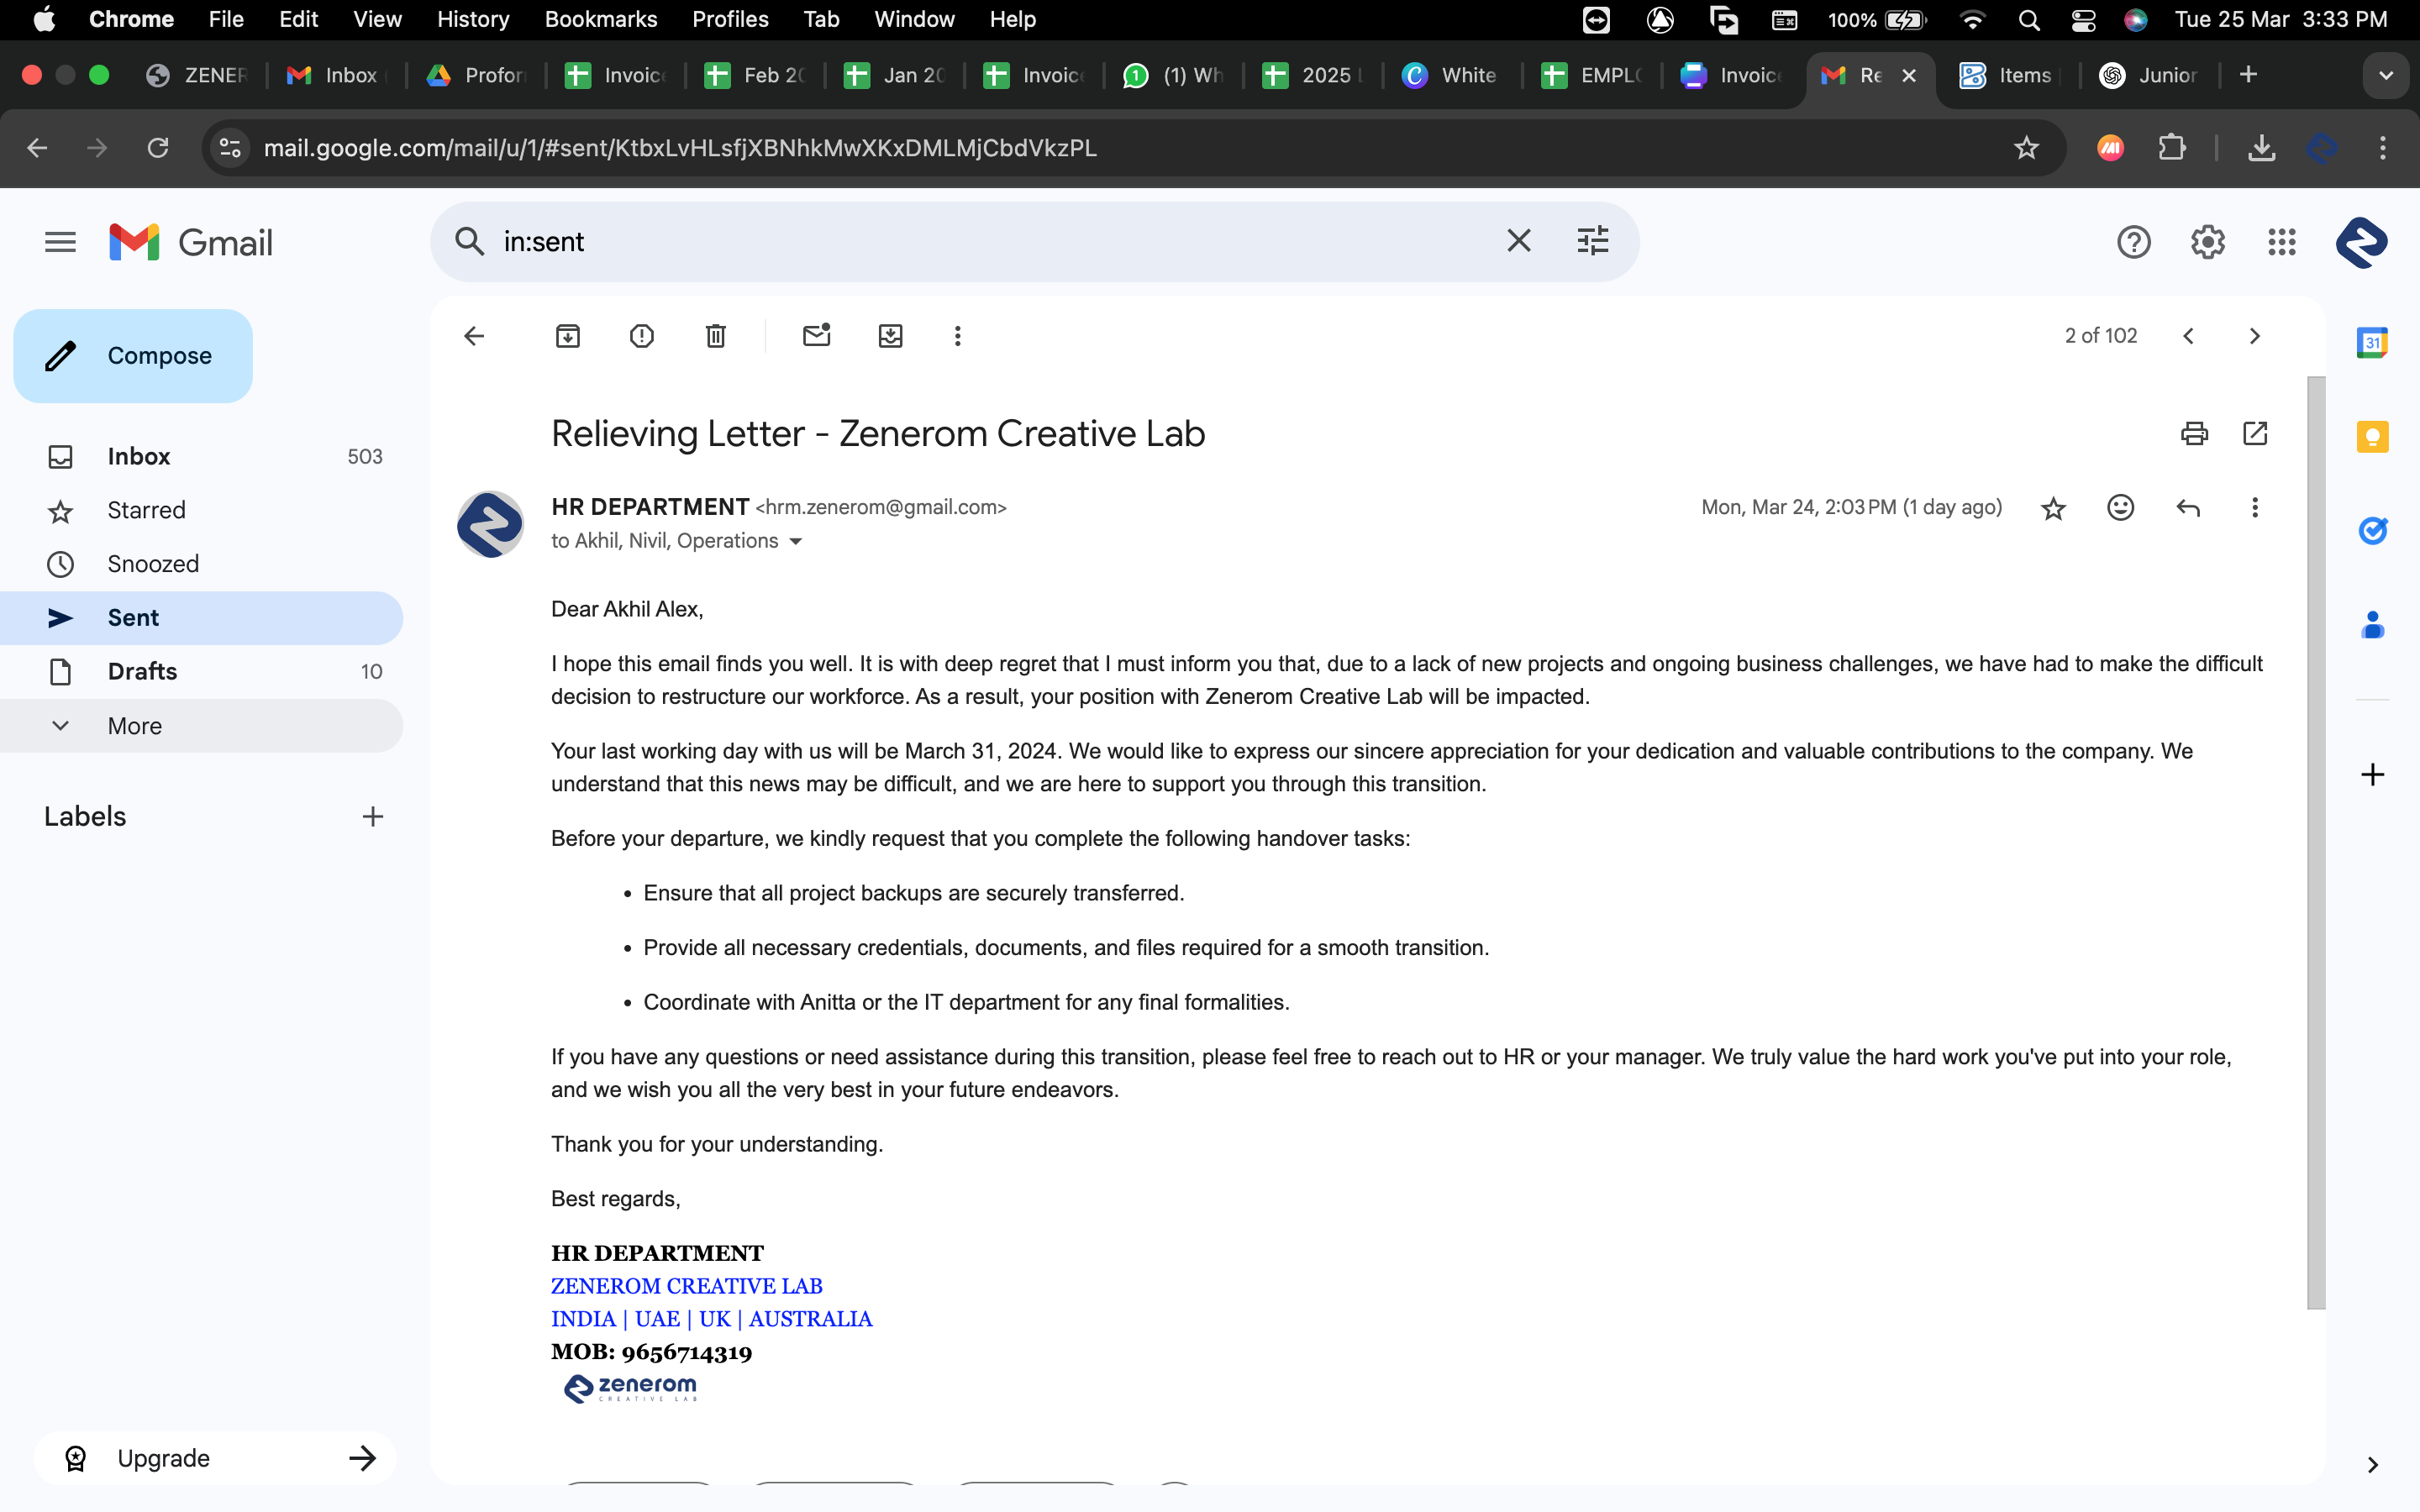 Chrome File Edit View History Bookmarks Profiles Tab Window Help 100% Tue 25 Mar 3:33 PM
ZENER Inbox Profor Invoice Feb 20 Jan 20 Invoice (1) Wh 2025 White EMPLO Invoice Re Items Junior
mail.google.com/mail/u/1/#sent/KtbxLvHLsfjXBNhkMwXKxDMLMjCbdVkzPL
Gmail
in:sent
Compose
2 of 102
31
Inbox 503
Starred
Snoozed
Sent
Drafts 10
More
Labels
Upgrade
Relieving Letter - Zenerom Creative Lab
HR DEPARTMENT <hrm.zenerom@gmail.com> Mon, Mar 24, 2:03 PM (1 day ago)
to Akhil, Nivil, Operations
Dear Akhil Alex,
I hope this email finds you well. It is with deep regret that I must inform you that, due to a lack of new projects and ongoing business challenges, we have had to make the difficult
decision to restructure our workforce. As a result, your position with Zenerom Creative Lab will be impacted.
Your last working day with us will be March 31, 2024. We would like to express our sincere appreciation for your dedication and valuable contributions to the company. We
understand that this news may be difficult, and we are here to support you through this transition.
Before your departure, we kindly request that you complete the following handover tasks:
• Ensure that all project backups are securely transferred.
• Provide all necessary credentials, documents, and files required for a smooth transition.
• Coordinate with Anitta or the IT department for any final formalities.
If you have any questions or need assistance during this transition, please feel free to reach out to HR or your manager. We truly value the hard work you've put into your role,
and we wish you all the very best in your future endeavors.
Thank you for your understanding.
Best regards,
HR DEPARTMENT
ZENEROM CREATIVE LAB
INDIA | UAE | UK | AUSTRALIA
MOB: 9656714319
zenerom
CREATIVE LAB